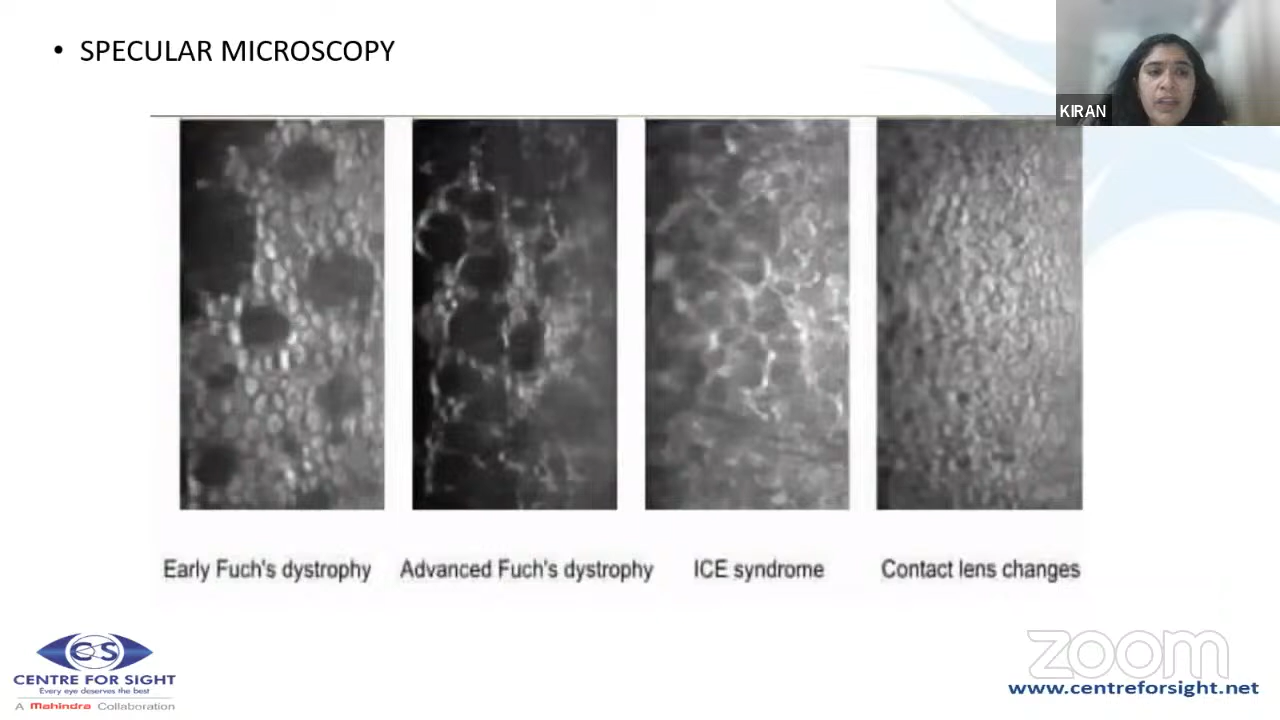 • SPECULAR MICROSCOPY
KIRAN
Early Fuch's dystrophy
Advanced Fuch's dystrophy
ICE syndrome
Contact lens changes
CS
CENTRE FOR SIGHT
Every eye deserves the best
A Mahindra Collaboration
zoom
www.centreforsight.net